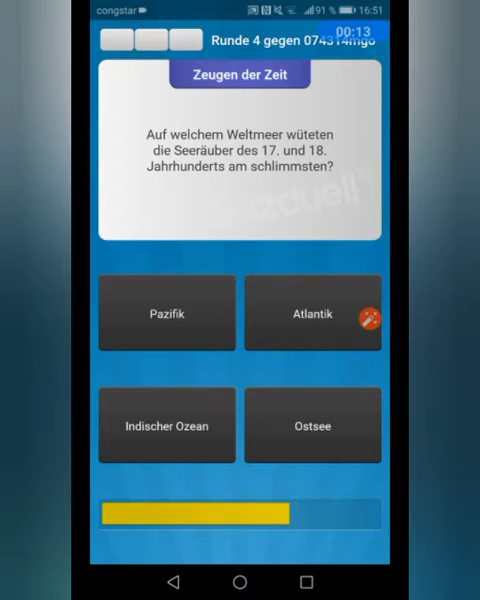 congstar
91 %
16:51
00:13
Runde 4 gegen
Zeugen der Zeit
Auf welchem Weltmeer wüteten
die Seeräuber des 17. und 18.
Jahrhunderts am schlimmsten?
Pazifik
Atlantik
Indischer Ozean
Ostsee